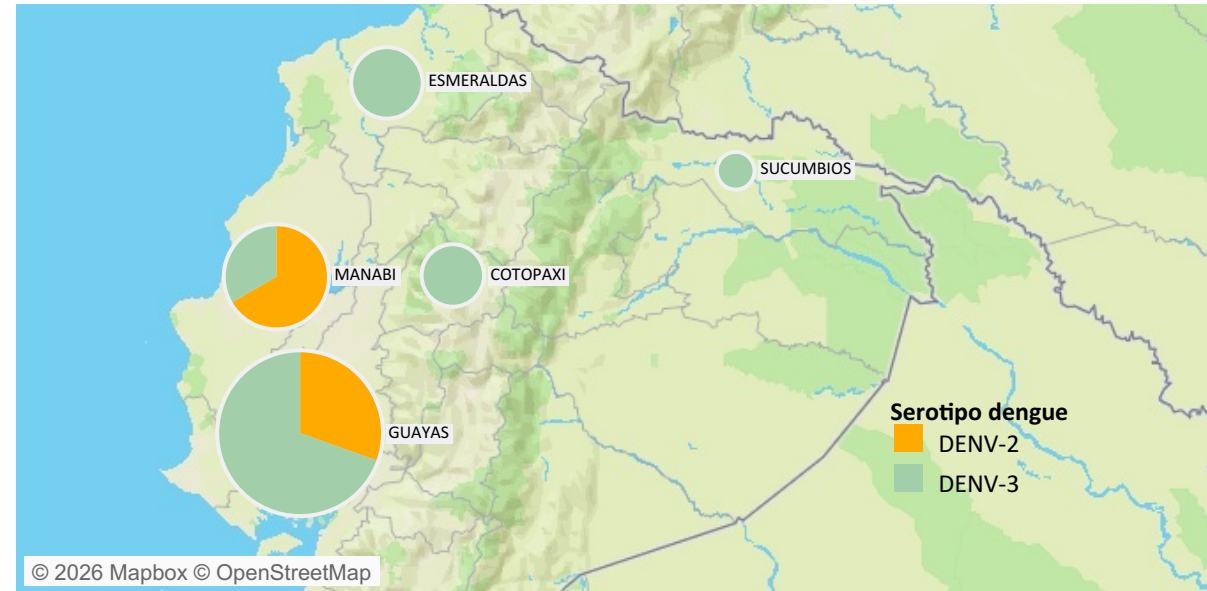 ESMERALDAS
SUCUMBIOS
MANABI
COTOPAXI
GUAYAS
Serotipo dengue
DENV-2
DENV-3
© 2026 Mapbox © OpenStreetMap